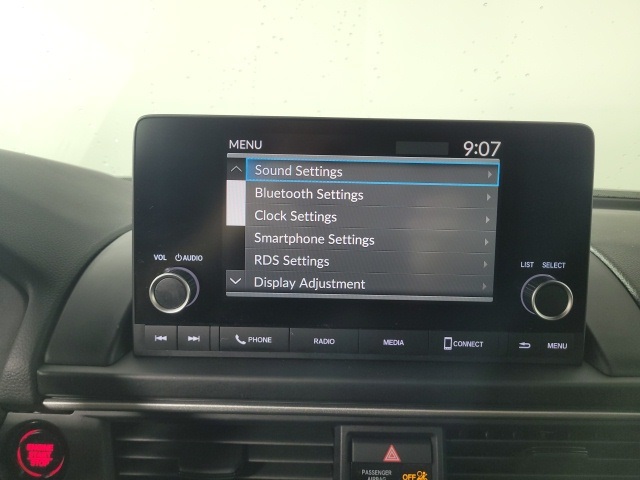 MENU
9:07
Sound Settings
Bluetooth Settings
Clock Settings
Smartphone Settings
RDS Settings
Display Adjustment
VOL AUDIO
LIST SELECT
PHONE
RADIO
MEDIA
CONNECT
MENU
PASSENGER
AIRBAG
OFF